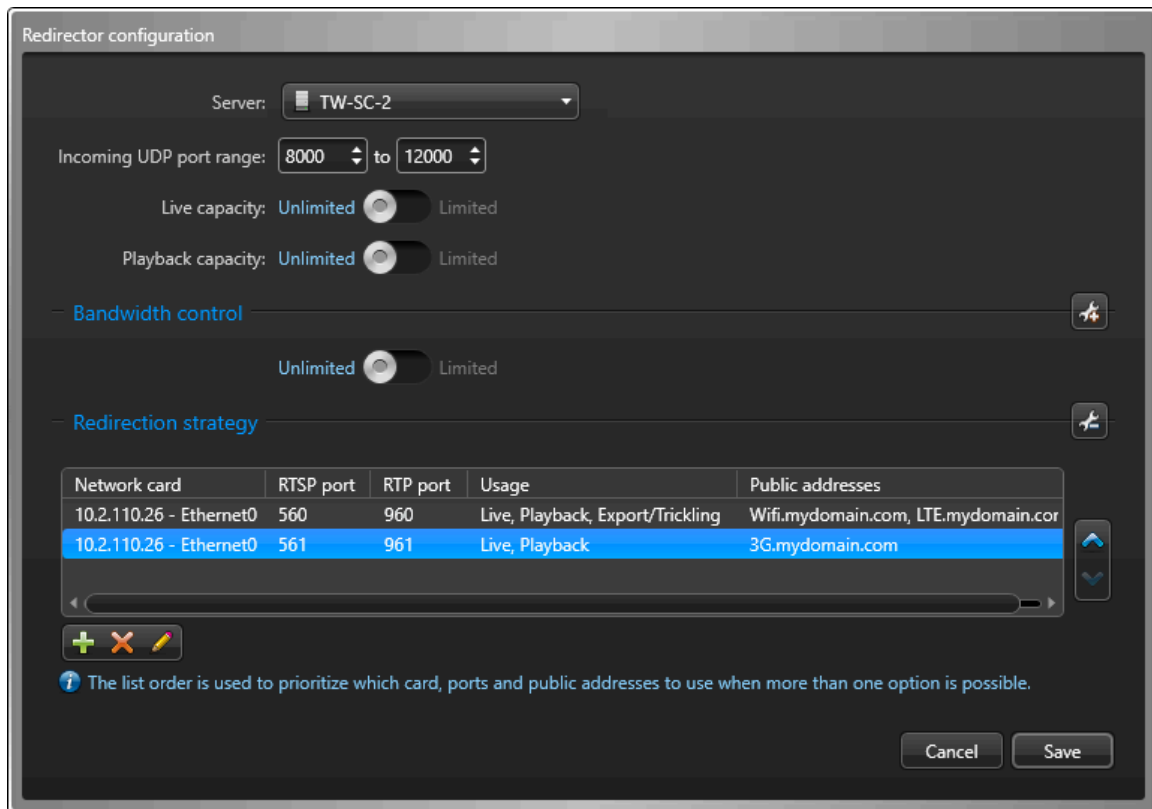 Redirector configuration
Server: TW-SC-2
Incoming UDP port range: 8000 to 12000
Live capacity: Unlimited Limited
Playback capacity: Unlimited Limited
Bandwidth control
Unlimited Limited
Redirection strategy
Network card RTSP port RTP port Usage Public addresses
10.2.110.26 - Ethernet0 560 960 Live, Playback, Export/Trickling Wifi.mydomain.com, LTE.mydomain.cor
10.2.110.26 - Ethernet0 561 961 Live, Playback 3G.mydomain.com
The list order is used to prioritize which card, ports and public addresses to use when more than one option is possible.
Cancel Save